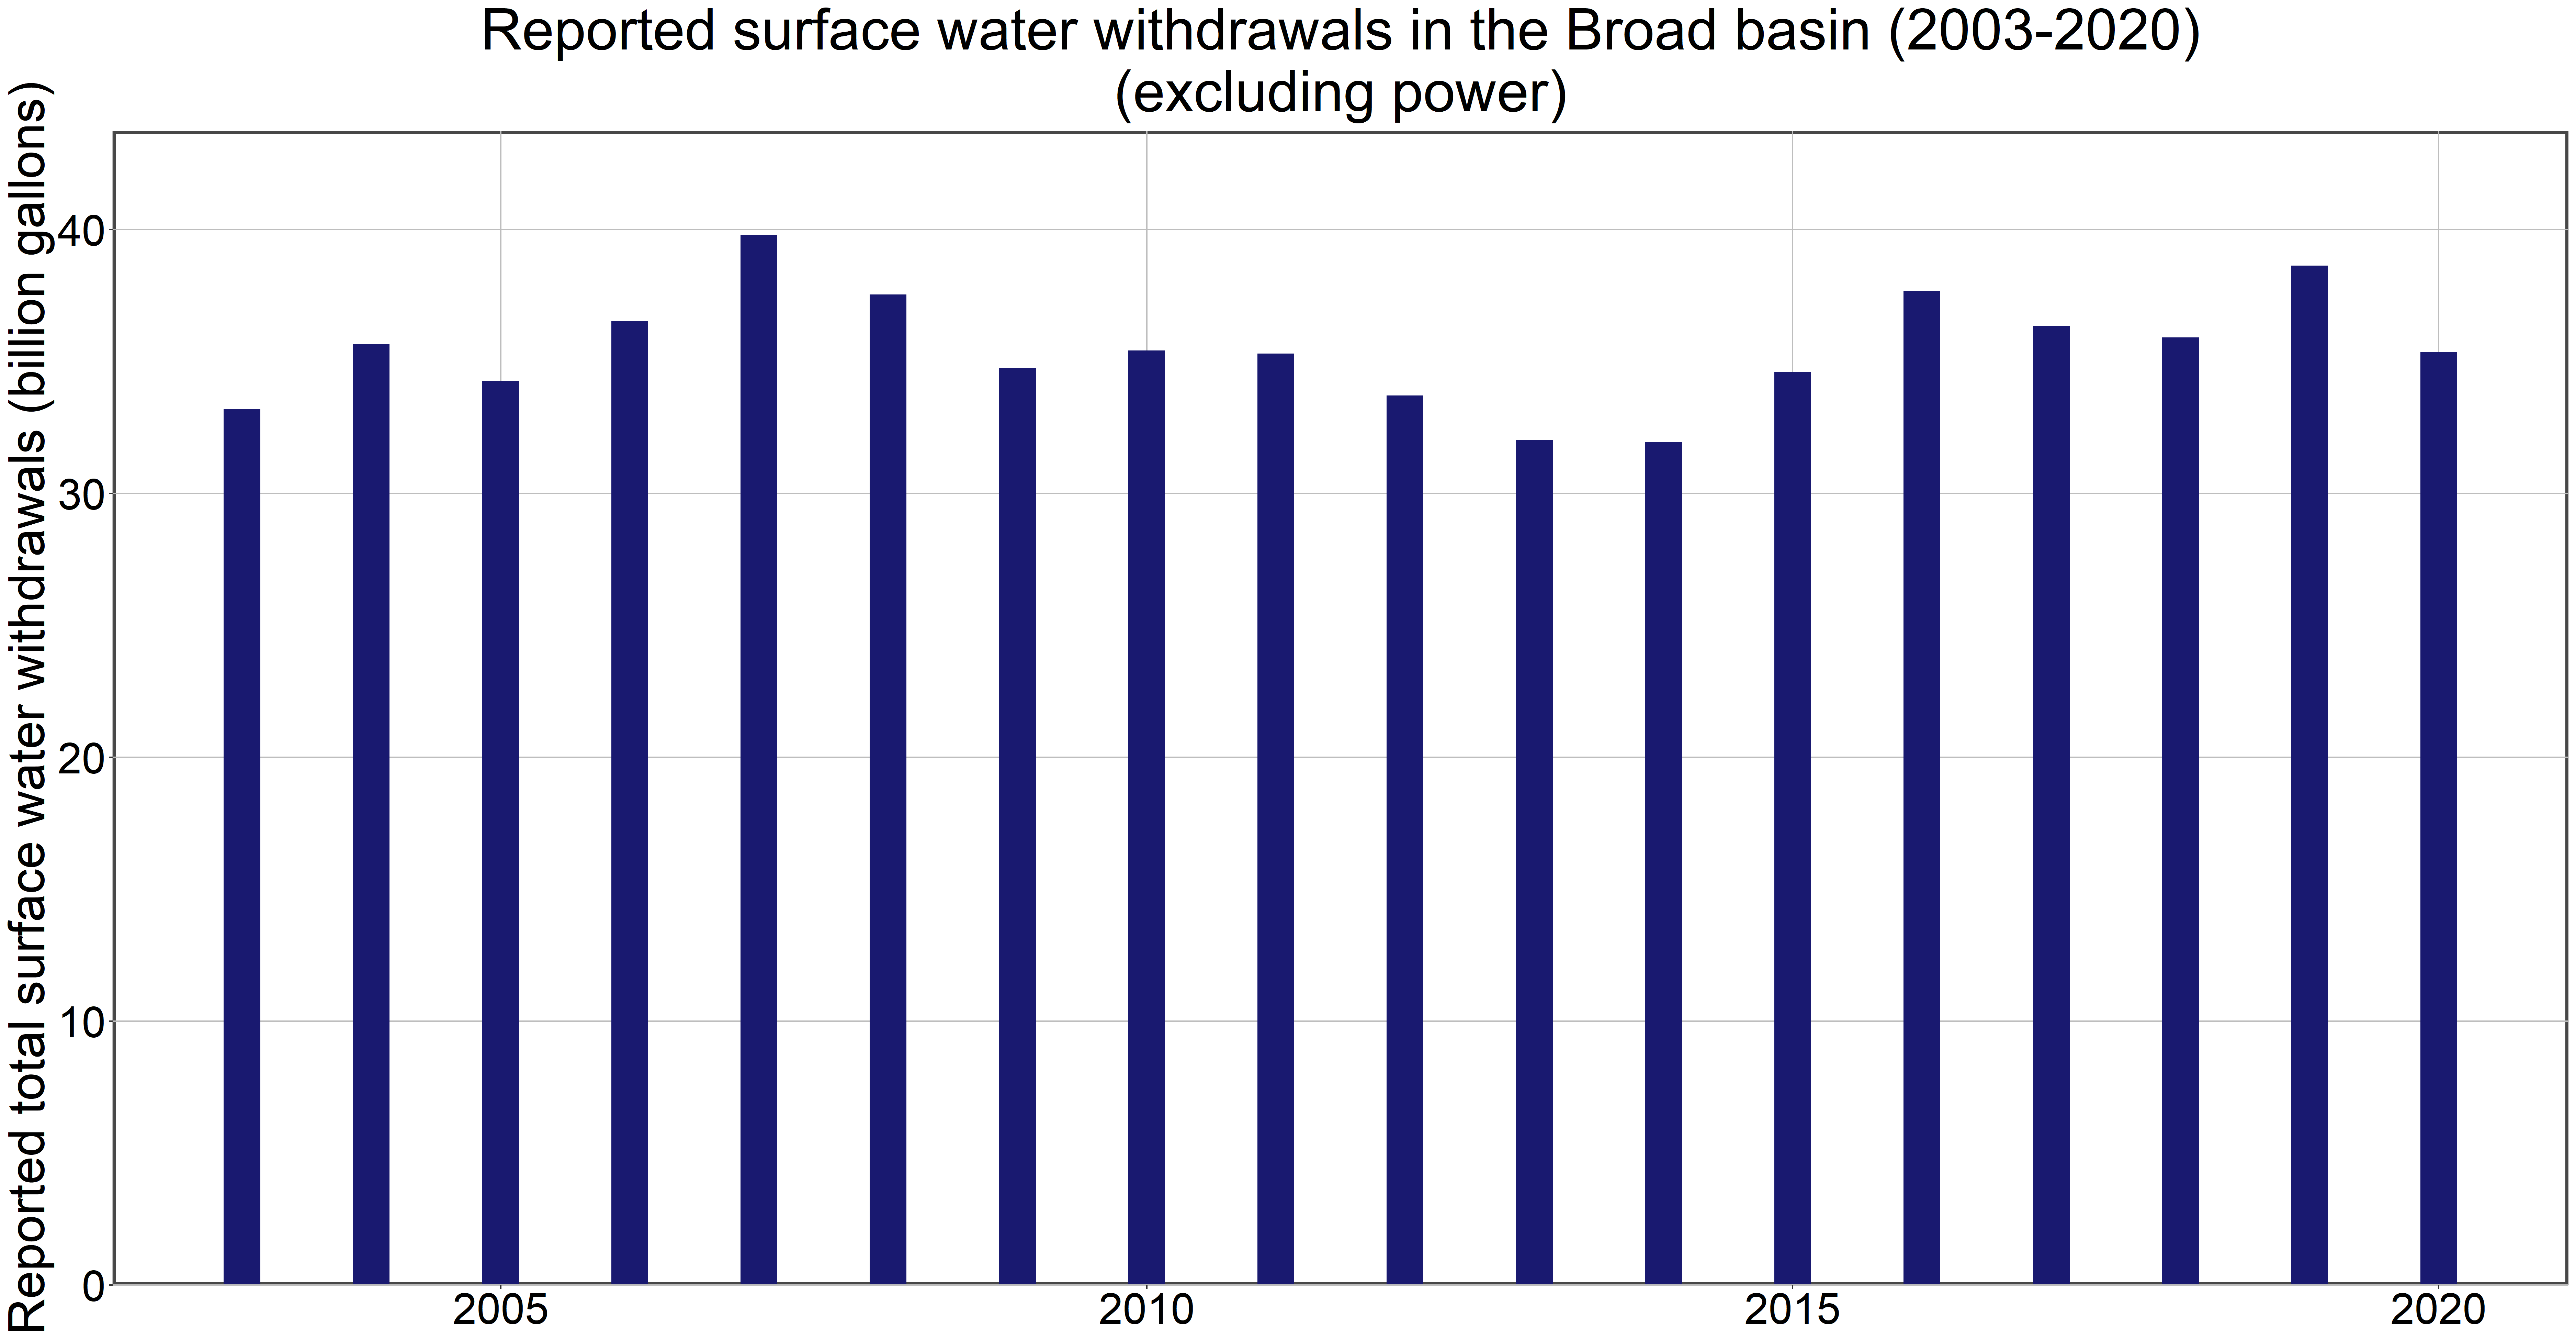 Reported surface water withdrawals in the Broad basin (2003-2020)
(excluding power)
Reported total surface water withdrawals (billion gallons)
40
30
20
10
0
2005 2010 2015 2020